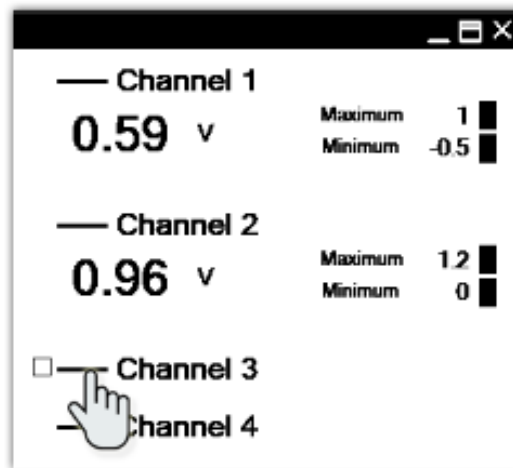 Channel 1
0.59 V
Maximum 1
Minimum -0.5
Channel 2
0.96 V
Maximum 1.2
Minimum 0
Channel 3
Channel 4